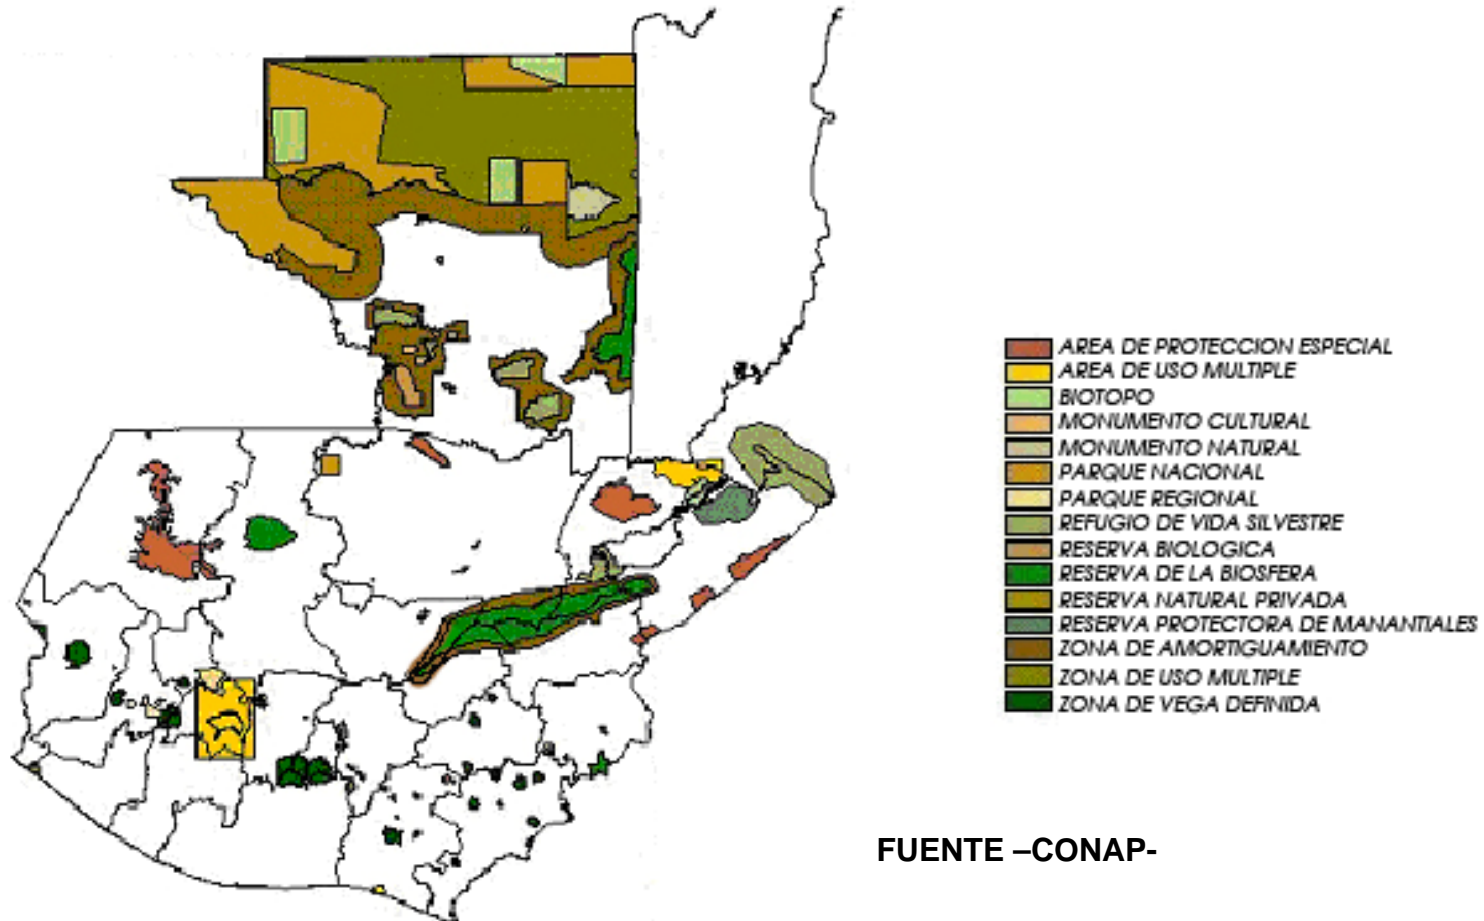 AREA DE PROTECCION ESPECIAL
AREA DE USO MULTIPLE
BIOTOPO
MONUMENTO CULTURAL
MONUMENTO NATURAL
PARQUE NACIONAL
PARQUE REGIONAL
REFUGIO DE VIDA SILVESTRE
RESERVA BIOLOGICA
RESERVA DE LA BIOSFERA
RESERVA NATURAL PRIVADA
RESERVA PROTECTORA DE MANANTIALES
ZONA DE AMORTIGUAMIENTO
ZONA DE USO MULTIPLE
ZONA DE VEGA DEFINIDA
FUENTE –CONAP-